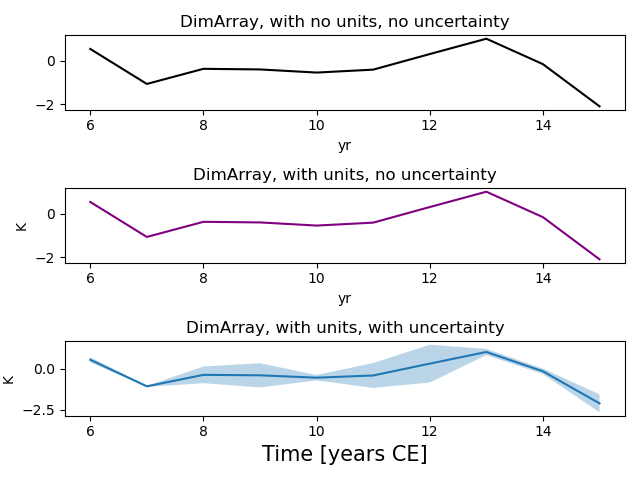 DimArray, with no units, no uncertainty
0
−2
6 8 10 12 14
yr
DimArray, with units, no uncertainty
K
0
−2
6 8 10 12 14
yr
DimArray, with units, with uncertainty
K
0.0
−2.5
6 8 10 12 14
Time [years CE]